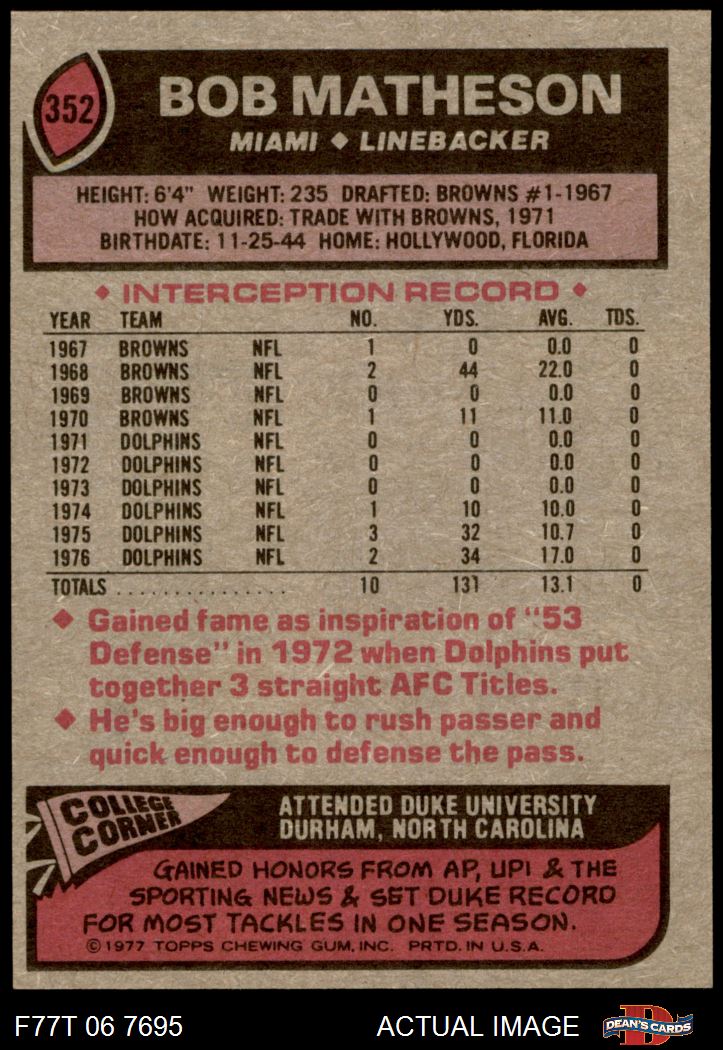 352
BOB MATHESON
MIAMI ◆ LINEBACKER
HEIGHT: 6'4" WEIGHT: 235 DRAFTED: BROWNS #1-1967
HOW ACQUIRED: TRADE WITH BROWNS, 1971
BIRTHDATE: 11-25-44 HOME: HOLLYWOOD, FLORIDA
◆ INTERCEPTION RECORD ◆
YEAR TEAM NO. YDS. AVG. TDS.
1967 BROWNS NFL 1 0 0.0 0
1968 BROWNS NFL 2 44 22.0 0
1969 BROWNS NFL 0 0 0.0 0
1970 BROWNS NFL 1 11 11.0 0
1971 DOLPHINS NFL 0 0 0.0 0
1972 DOLPHINS NFL 0 0 0.0 0
1973 DOLPHINS NFL 0 0 0.0 0
1974 DOLPHINS NFL 1 10 10.0 0
1975 DOLPHINS NFL 3 32 10.7 0
1976 DOLPHINS NFL 2 34 17.0 0
TOTALS ................ 10 131 13.1 0
◆ Gained fame as inspiration of "53
Defense" in 1972 when Dolphins put
together 3 straight AFC Titles.
◆ He's big enough to rush passer and
quick enough to defense the pass.
COLLEGE
CORNER
ATTENDED DUKE UNIVERSITY
DURHAM, NORTH CAROLINA
GAINED HONORS FROM AP, UPI & THE
SPORTING NEWS & SET DUKE RECORD
FOR MOST TACKLES IN ONE SEASON.
© 1977 TOPPS CHEWING GUM, INC. PRTD. IN U.S.A.
F77T 06 7695 ACTUAL IMAGE
D
DEAN'S CARDS